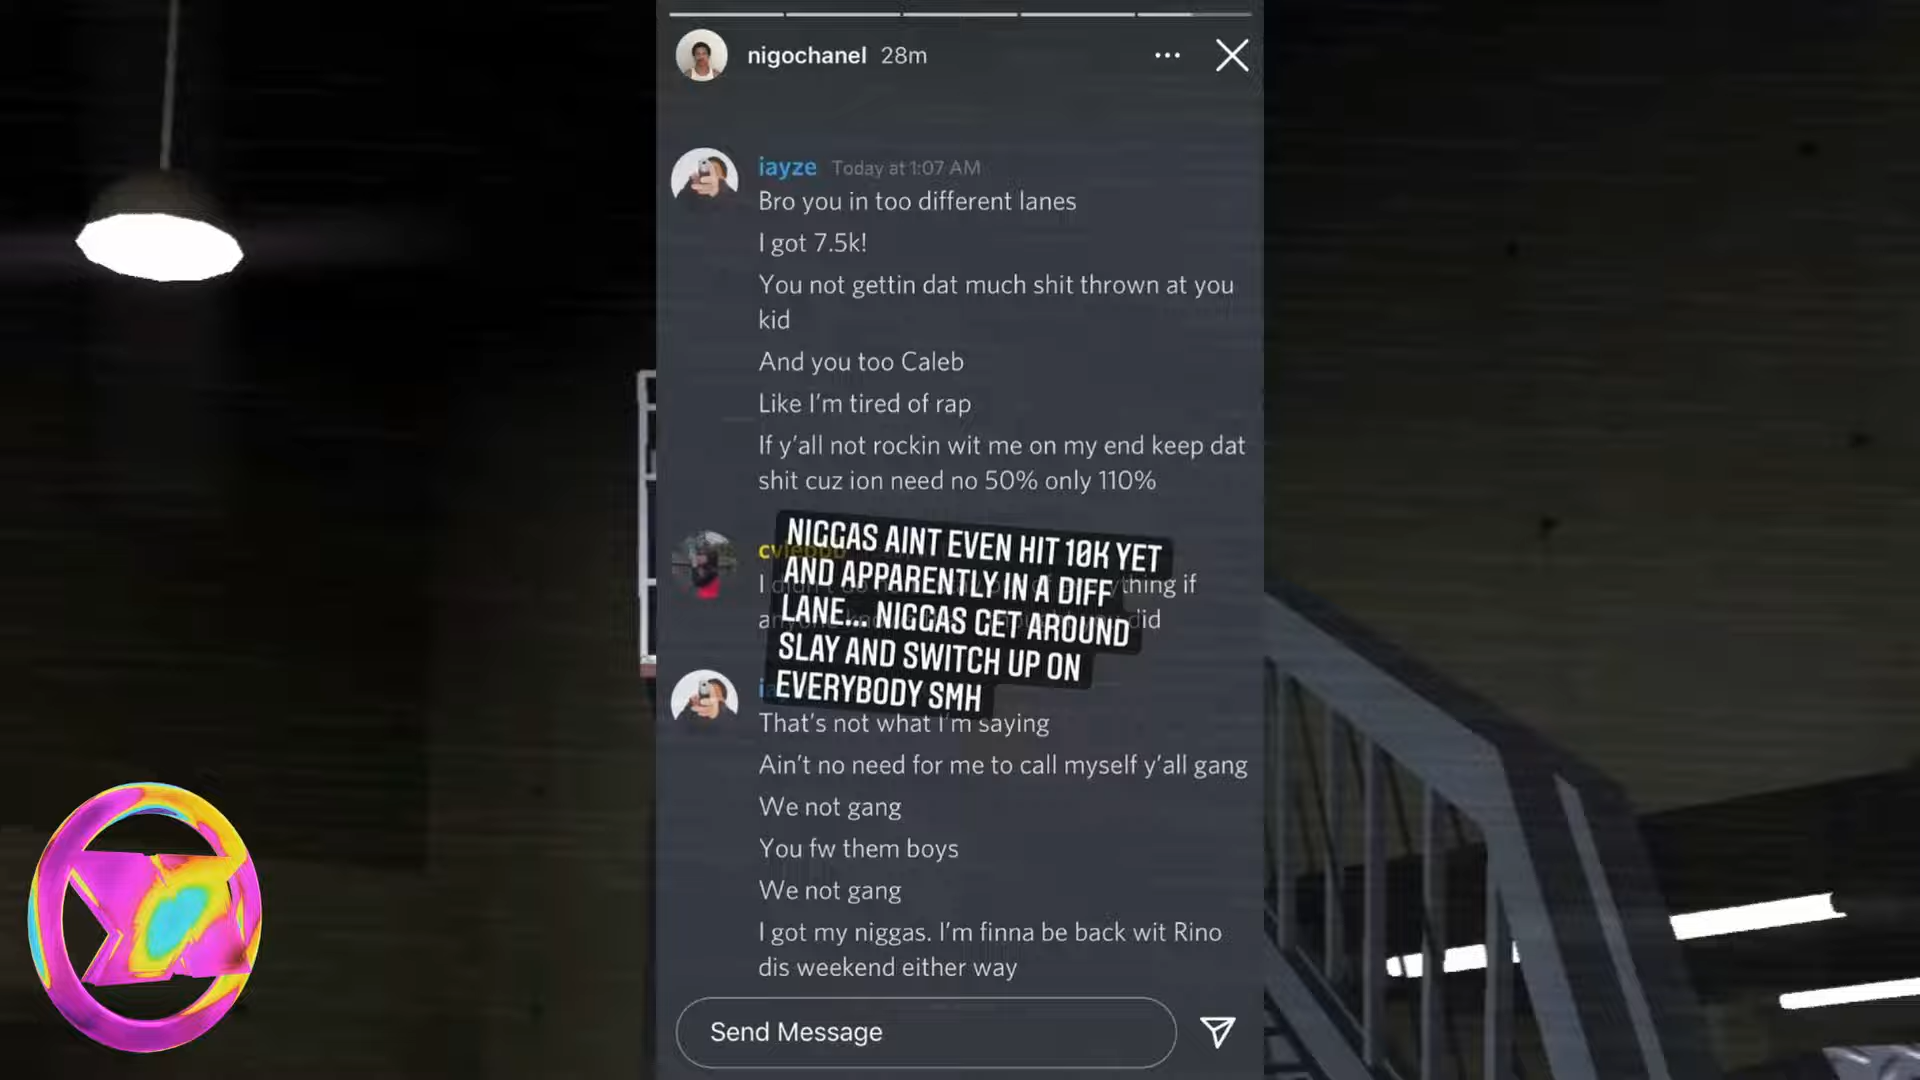 nigochanel 28m
iayze Today at 1:07 AM
Bro you in too different lanes
I got 7.5k!
You not gettin dat much shit thrown at you
kid
And you too Caleb
Like I'm tired of rap
If y'all not rockin wit me on my end keep dat
shit cuz ion need no 50% only 110%
NIGGAS AINT EVEN HIT 10K YET
AND APPARENTLY IN A DIFF
LANE... NIGGAS GET AROUND
SLAY AND SWITCH UP ON
EVERYBODY SMH
I didn't thing if
did
That's not what I'm saying
Ain't no need for me to call myself y'all gang
We not gang
You fw them boys
We not gang
I got my niggas. I'm finna be back wit Rino
dis weekend either way
Send Message